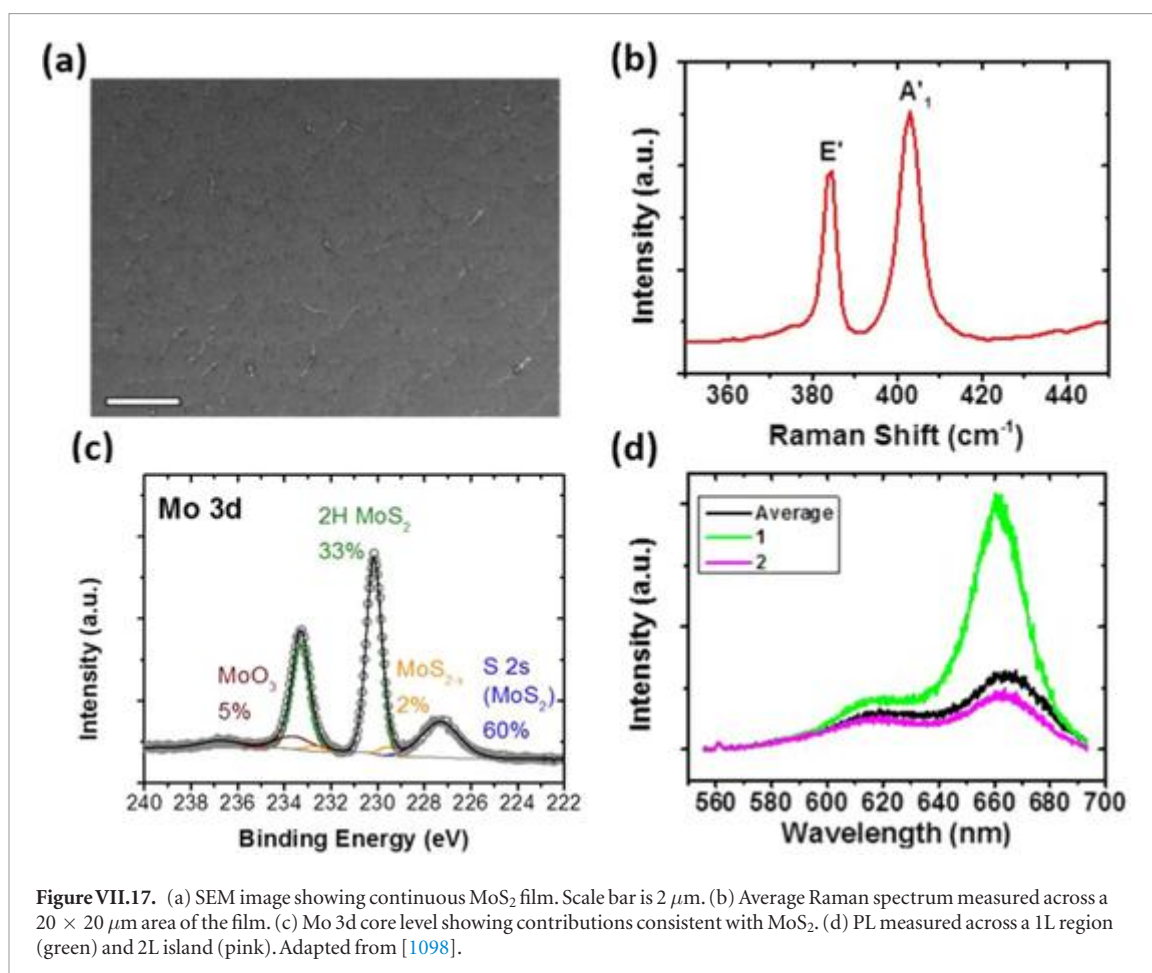 (a)
(b)
A'₁
E'
Intensity (a.u.)
360 380 400 420 440
Raman Shift (cm⁻¹)
(c)
Mo 3d
2H MoS₂
33%
MoO₃
5%
MoS₂₋ₓ
2%
S 2s
(MoS₂)
60%
Intensity (a.u.)
240 238 236 234 232 230 228 226 224 222
Binding Energy (eV)
(d)
Average
1
2
Intensity (a.u.)
560 580 600 620 640 660 680 700
Wavelength (nm)
Figure VII.17. (a) SEM image showing continuous MoS₂ film. Scale bar is 2 μm. (b) Average Raman spectrum measured across a
20 × 20 μm area of the film. (c) Mo 3d core level showing contributions consistent with MoS₂. (d) PL measured across a 1L region
(green) and 2L island (pink). Adapted from [1098].